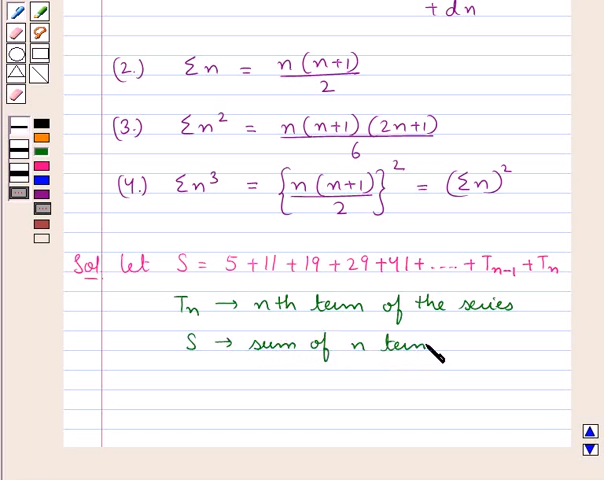 + dn
(2.) Σn = n(n+1)/2
(3.) Σn² = n(n+1)(2n+1)/6
(4.) Σn³ = {n(n+1)/2}² = (Σn)²
Sol let S = 5+11+19+29+41+....+Tₙ₋₁+Tₙ
Tₙ → nth term of the series
S → sum of n term